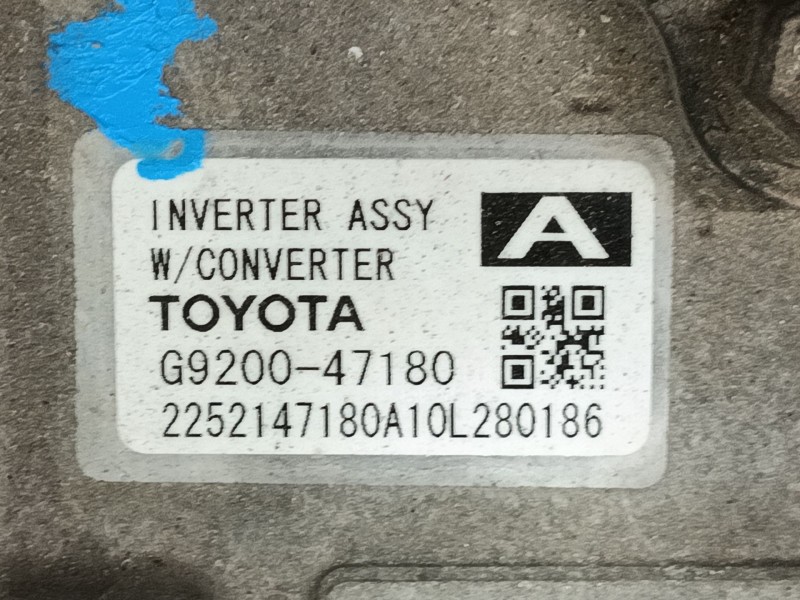 INVERTER ASSY
A
W/CONVERTER
TOYOTA
G9200-47180
2252147180A10L280186